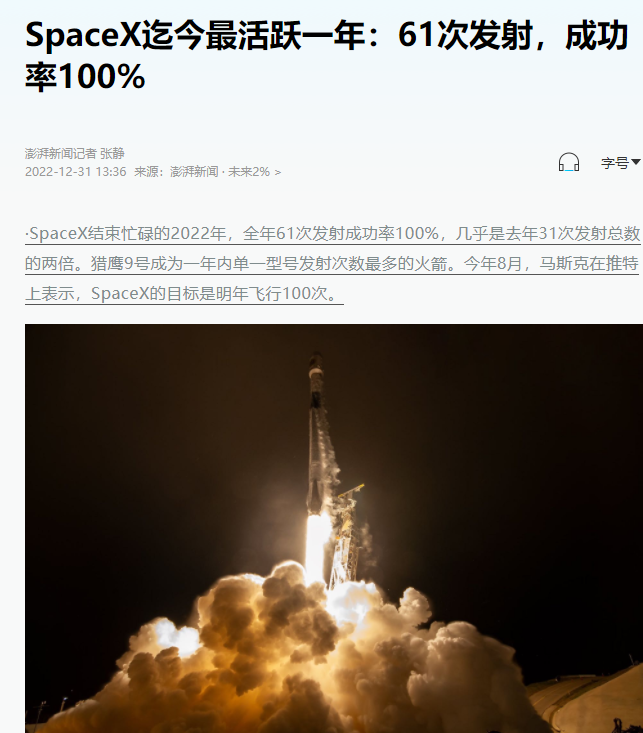 SpaceX迄今最活跃一年：61次发射，成功
率100%
澎湃新闻记者 张静
2022-12-31 13:36 来源：澎湃新闻 · 未来2% >
字号
·SpaceX结束忙碌的2022年，全年61次发射成功率100%，几乎是去年31次发射总数
的两倍。猎鹰9号成为一年内单一型号发射次数最多的火箭。今年8月，马斯克在推特
上表示，SpaceX的目标是明年飞行100次。